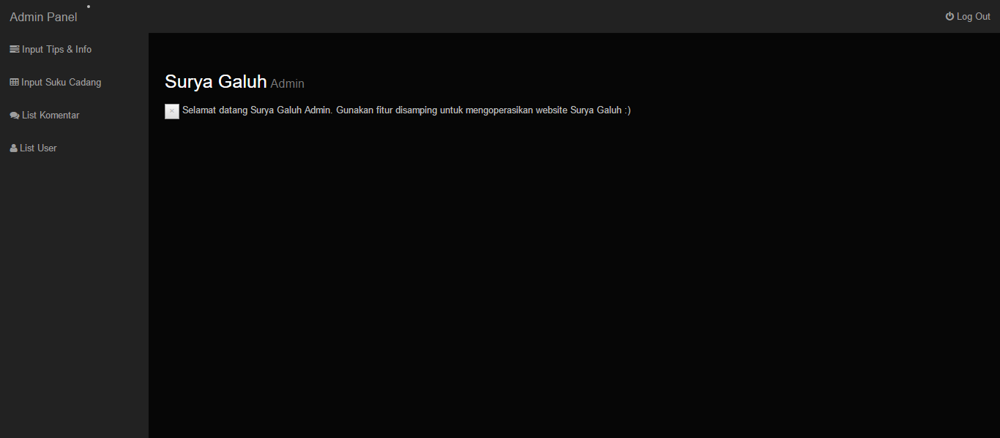 Admin Panel
Log Out
Input Tips & Info
Input Suku Cadang
List Komentar
List User
Surya Galuh Admin
Selamat datang Surya Galuh Admin. Gunakan fitur disamping untuk mengoperasikan website Surya Galuh :)